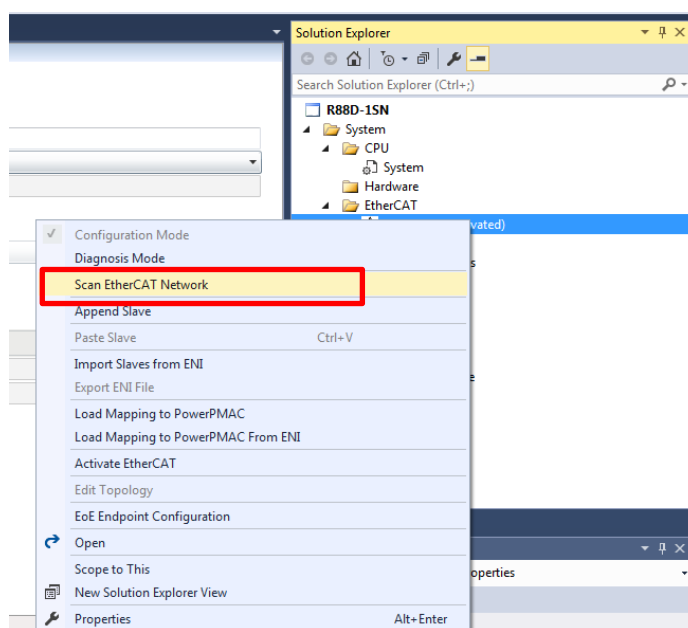 Solution Explorer
Search Solution Explorer (Ctrl+;)
R88D-1SN
System
CPU
System
Hardware
EtherCAT
vated)
s
e
Configuration Mode
Diagnosis Mode
Scan EtherCAT Network
Append Slave
Paste Slave Ctrl+V
Import Slaves from ENI
Export ENI File
Load Mapping to PowerPMAC
Load Mapping to PowerPMAC From ENI
Activate EtherCAT
Edit Topology
EoE Endpoint Configuration
Open
Scope to This
operties
New Solution Explorer View
Properties Alt+Enter